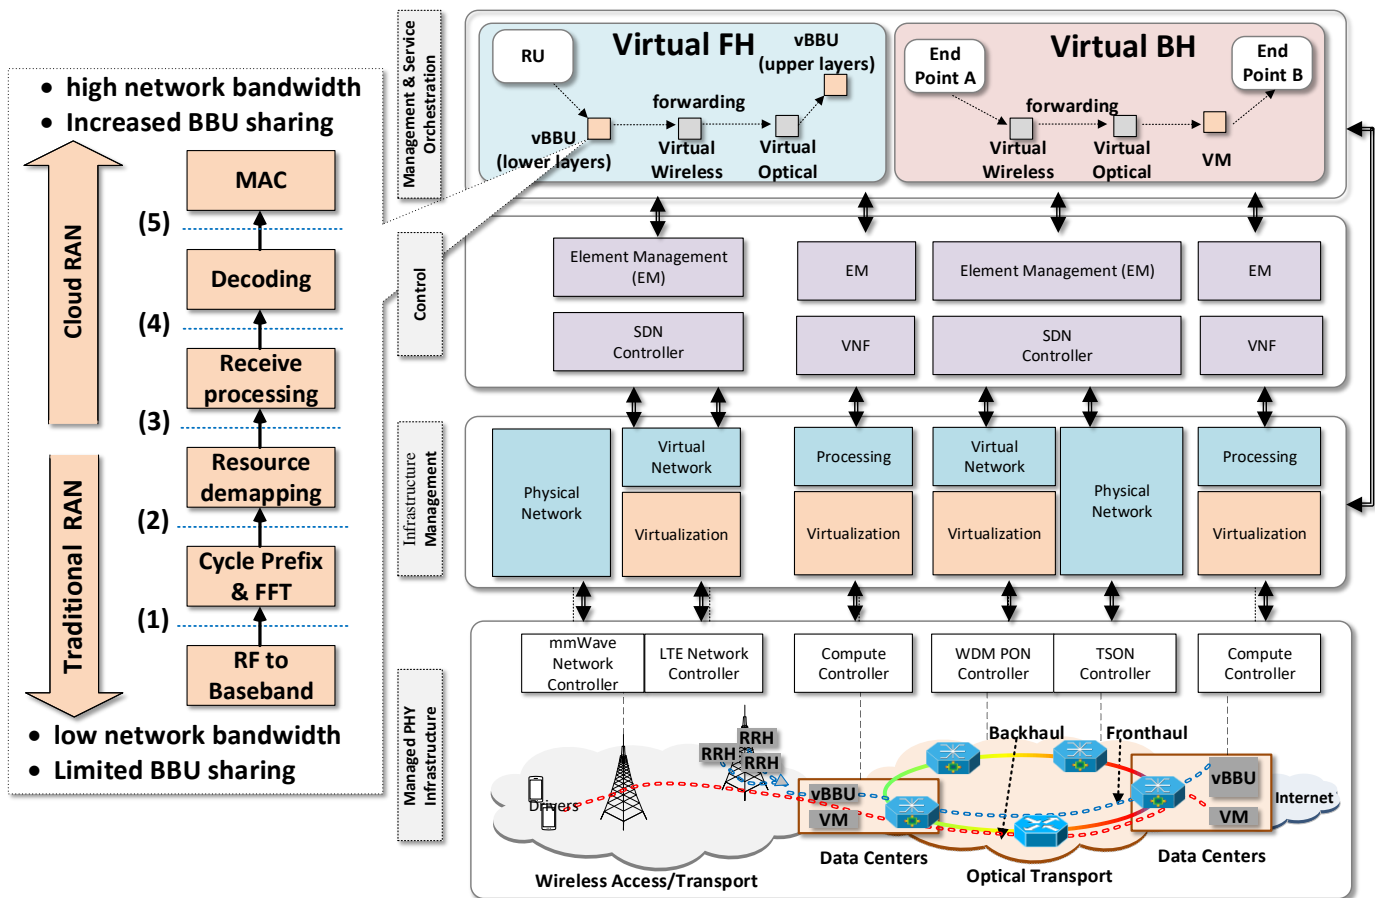 • high network bandwidth
• Increased BBU sharing
Cloud RAN
Traditional RAN
MAC
(5)
Decoding
(4)
Receive
processing
(3)
Resource
demapping
(2)
Cycle Prefix
& FFT
(1)
RF to
Baseband
• low network bandwidth
• Limited BBU sharing
Management & Service
Orchestration
RU
Virtual FH
vBBU
(upper layers)
forwarding
vBBU
(lower layers)
Virtual
Wireless
Virtual
Optical
End
Point A
Virtual BH
End
Point B
forwarding
Virtual
Wireless
Virtual
Optical
VM
Control
Element Management
(EM)
EM
Element Management (EM)
EM
SDN
Controller
VNF
SDN
Controller
VNF
Infrastructure
Management
Physical
Network
Virtual
Network
Virtualization
Processing
Virtualization
Virtual
Network
Virtualization
Physical
Network
Processing
Virtualization
Managed PHY
Infrastructure
mmWave
Network
Controller
LTE Network
Controller
Compute
Controller
WDM PON
Controller
TSON
Controller
Compute
Controller
RRH
RRH
RRH
Backhaul
Fronthaul
Drivers
vBBU
VM
vBBU
VM
Internet
Data Centers
Data Centers
Wireless Access/Transport
Optical Transport